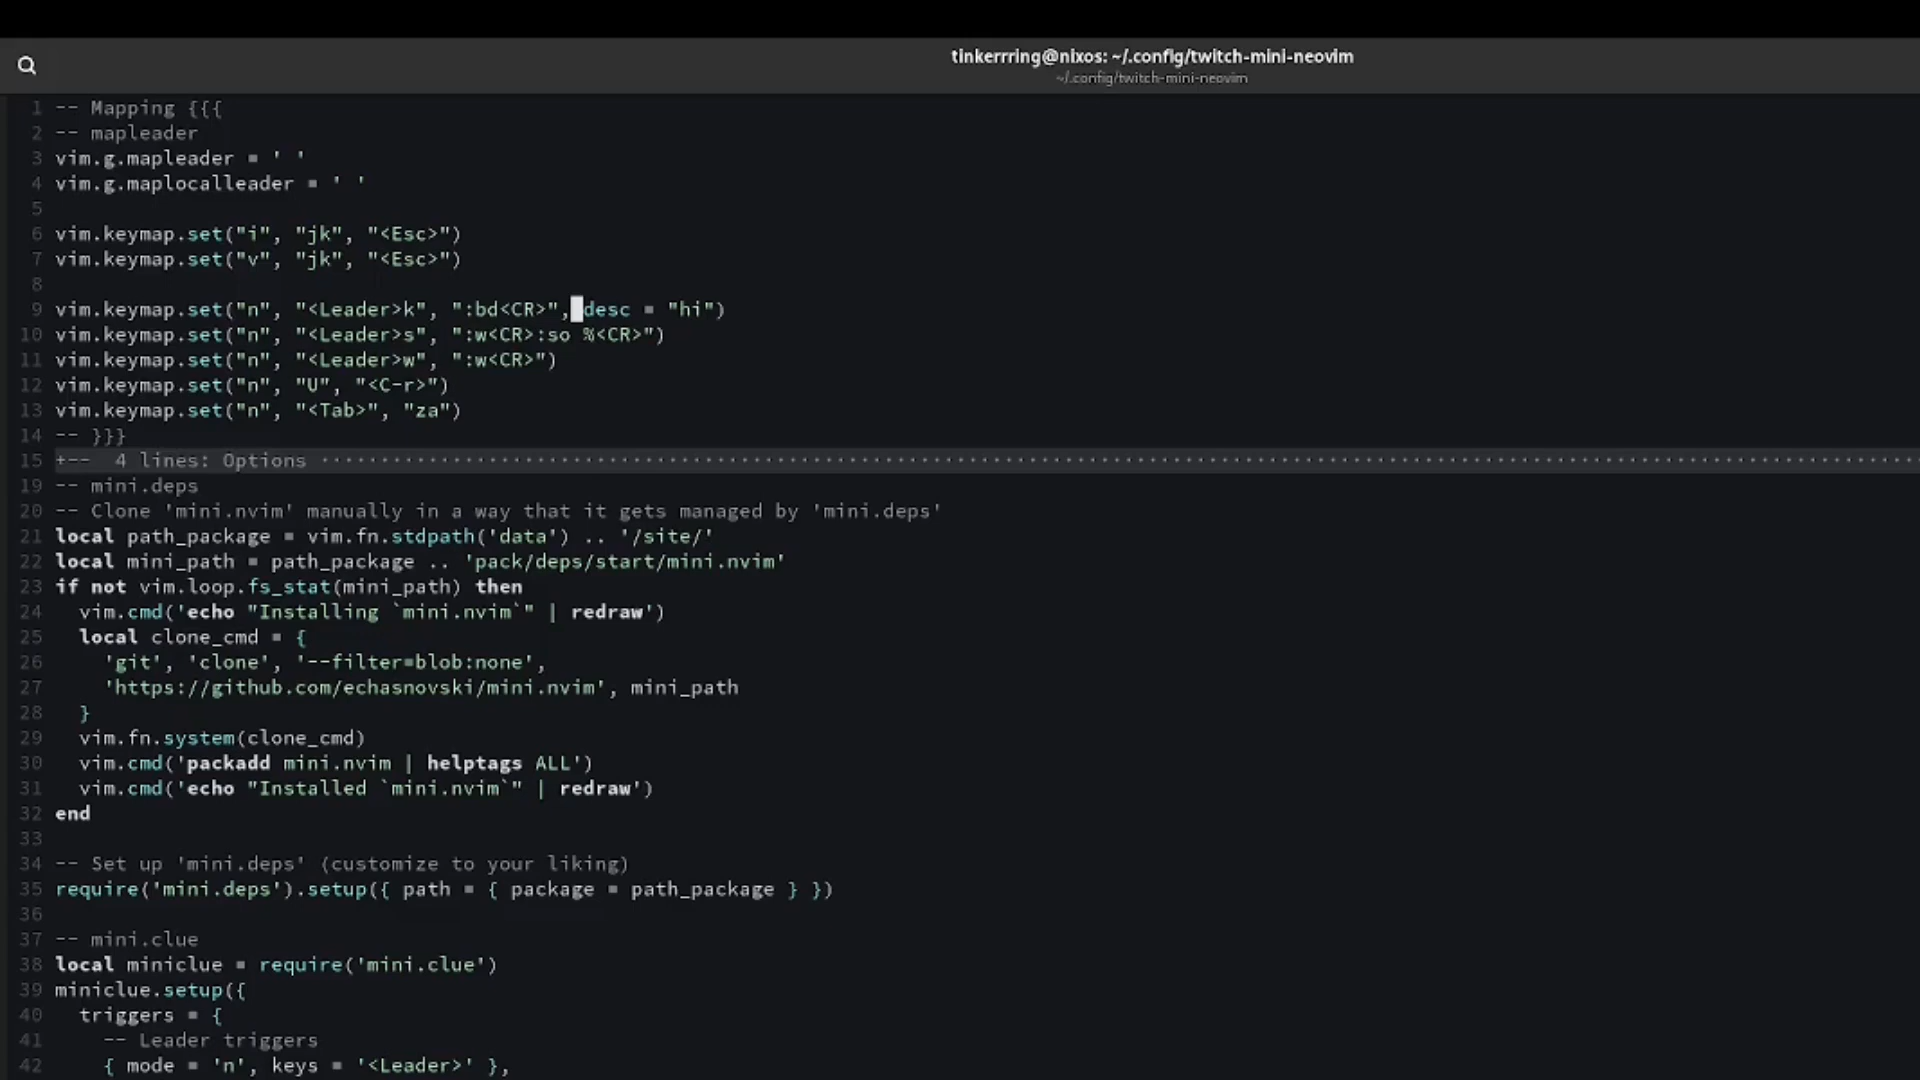 tinkerrring@nixos: ~/.config/twitch-mini-neovim
~/.config/twitch-mini-neovim
1 -- Mapping {{{
2 -- mapleader
3 vim.g.mapleader = ' '
4 vim.g.maplocalleader = ' '
5
6 vim.keymap.set("i", "jk", "<Esc>")
7 vim.keymap.set("v", "jk", "<Esc>")
8
9 vim.keymap.set("n", "<Leader>k", ":bd<CR>", desc = "hi")
10 vim.keymap.set("n", "<Leader>s", ":w<CR>:so %<CR>")
11 vim.keymap.set("n", "<Leader>w", ":w<CR>")
12 vim.keymap.set("n", "U", "<C-r>")
13 vim.keymap.set("n", "<Tab>", "za")
14 -- }}}
15 +--  4 lines: Options ····································································································································
19 -- mini.deps
20 -- Clone 'mini.nvim' manually in a way that it gets managed by 'mini.deps'
21 local path_package = vim.fn.stdpath('data') .. '/site/'
22 local mini_path = path_package .. 'pack/deps/start/mini.nvim'
23 if not vim.loop.fs_stat(mini_path) then
24   vim.cmd('echo "Installing `mini.nvim`" | redraw')
25   local clone_cmd = {
26     'git', 'clone', '--filter=blob:none',
27     'https://github.com/echasnovski/mini.nvim', mini_path
28   }
29   vim.fn.system(clone_cmd)
30   vim.cmd('packadd mini.nvim | helptags ALL')
31   vim.cmd('echo "Installed `mini.nvim`" | redraw')
32 end
33
34 -- Set up 'mini.deps' (customize to your liking)
35 require('mini.deps').setup({ path = { package = path_package } })
36
37 -- mini.clue
38 local miniclue = require('mini.clue')
39 miniclue.setup({
40   triggers = {
41     -- Leader triggers
42     { mode = 'n', keys = '<Leader>' },